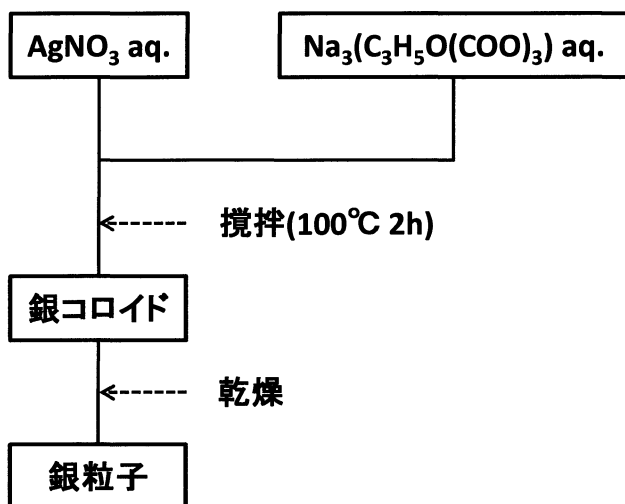 AgNO₃ aq.
Na₃(C₃H₅O(COO)₃) aq.
攪拌(100℃ 2h)
銀コロイド
乾燥
銀粒子